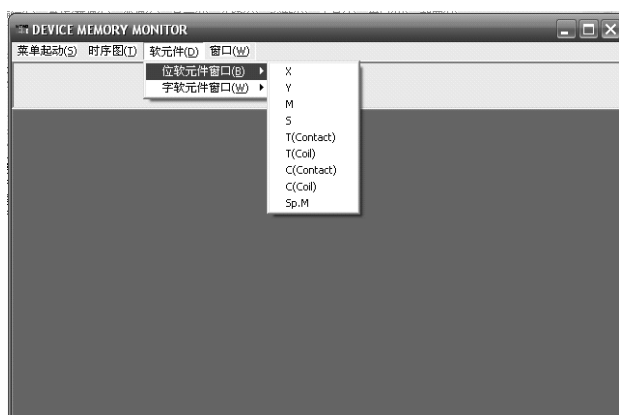 DEVICE MEMORY MONITOR
菜单起动(S) 时序图(T) 软元件(D) 窗口(W)
位软元件窗口(B)
字软元件窗口(W)
X
Y
M
S
T(Contact)
T(Coil)
C(Contact)
C(Coil)
Sp.M